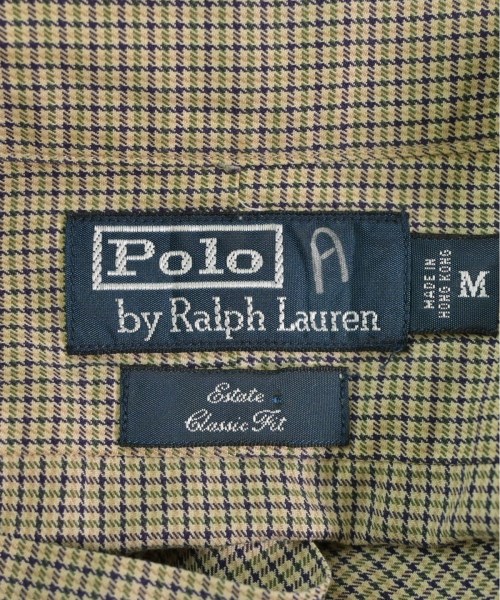 Polo A
by Ralph Lauren
MADE IN
HONG KONG
M
Estate
Classic Fit